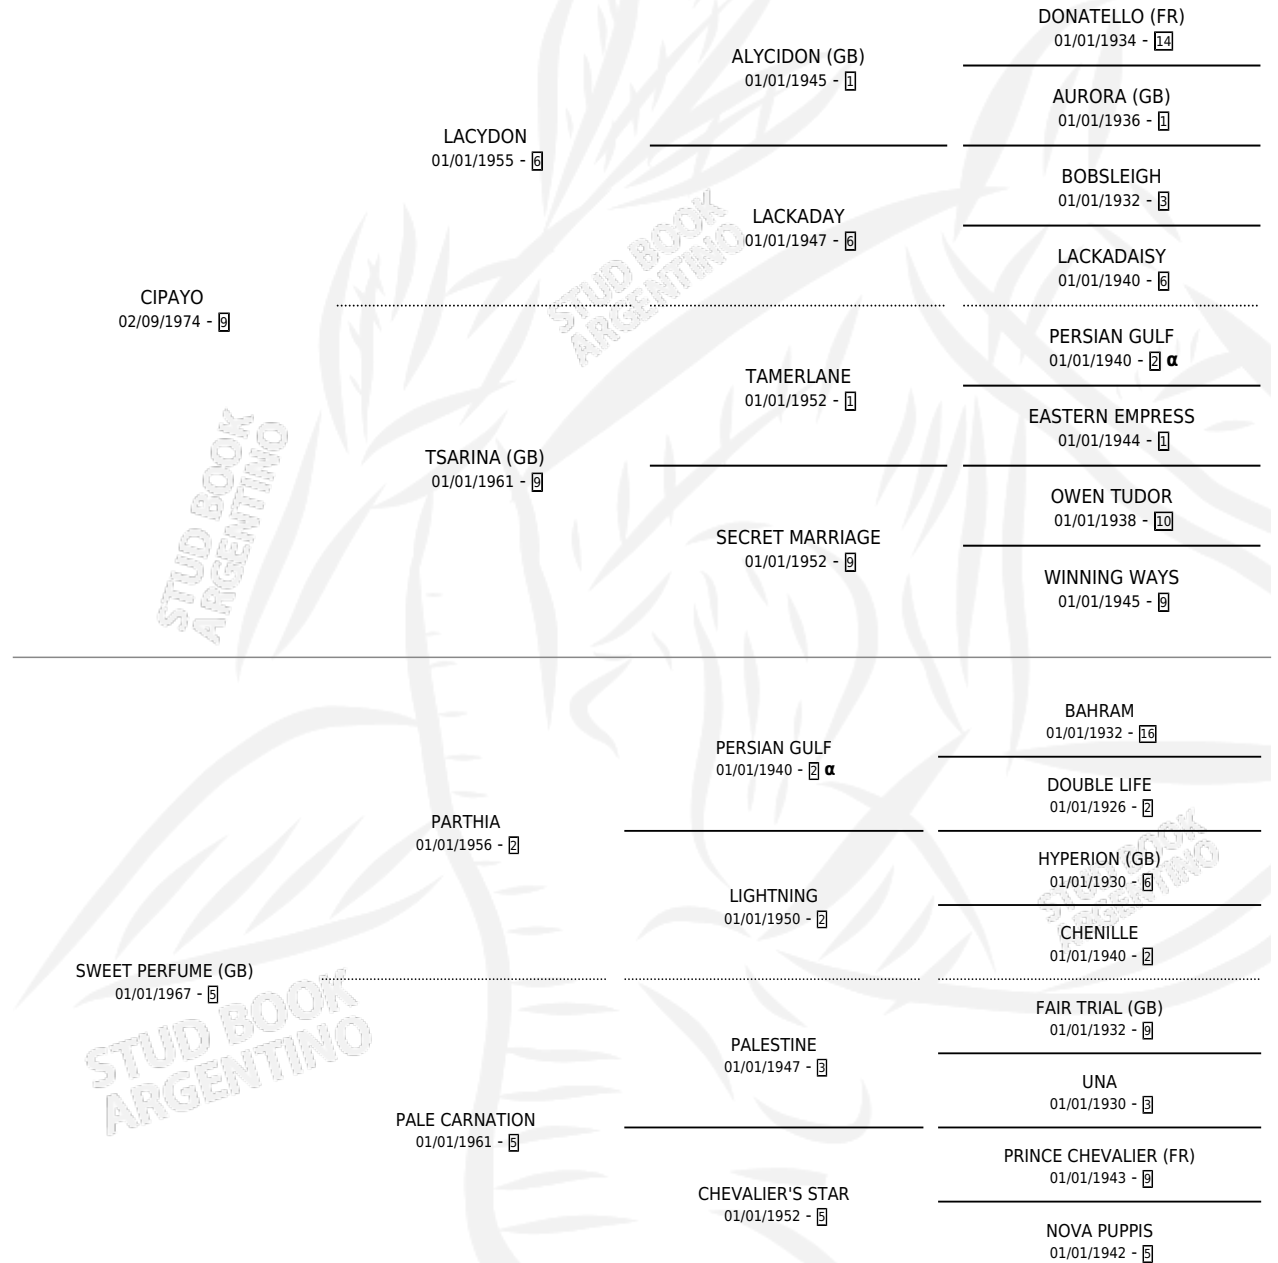 DONATELLO (FR)
01/01/1934 - 14
ALYCIDON (GB)
01/01/1945 - 1
AURORA (GB)
01/01/1936 - 1
LACYDON
01/01/1955 - 6
BOBSLEIGH
01/01/1932 - 3
LACKADAY
01/01/1947 - 6
LACKADAISY
01/01/1940 - 6
CIPAYO
02/09/1974 - 9
PERSIAN GULF
01/01/1940 - 2 α
TAMERLANE
01/01/1952 - 1
EASTERN EMPRESS
01/01/1944 - 1
TSARINA (GB)
01/01/1961 - 9
OWEN TUDOR
01/01/1938 - 10
SECRET MARRIAGE
01/01/1952 - 9
WINNING WAYS
01/01/1945 - 9
BAHRAM
01/01/1932 - 16
PERSIAN GULF
01/01/1940 - 2 α
DOUBLE LIFE
01/01/1926 - 2
PARTHIA
01/01/1956 - 2
HYPERION (GB)
01/01/1930 - 6
LIGHTNING
01/01/1950 - 2
CHENILLE
01/01/1940 - 2
SWEET PERFUME (GB)
01/01/1967 - 5
FAIR TRIAL (GB)
01/01/1932 - 9
PALESTINE
01/01/1947 - 3
UNA
01/01/1930 - 3
PALE CARNATION
01/01/1961 - 5
PRINCE CHEVALIER (FR)
01/01/1943 - 9
CHEVALIER'S STAR
01/01/1952 - 5
NOVA PUPPIS
01/01/1942 - 5
STUD BOOK
ARGENTINO
STUD BOOK
ARGENTINO
STUD BOOK
ARGENTINO
STUD BOOK
ARGENTINO